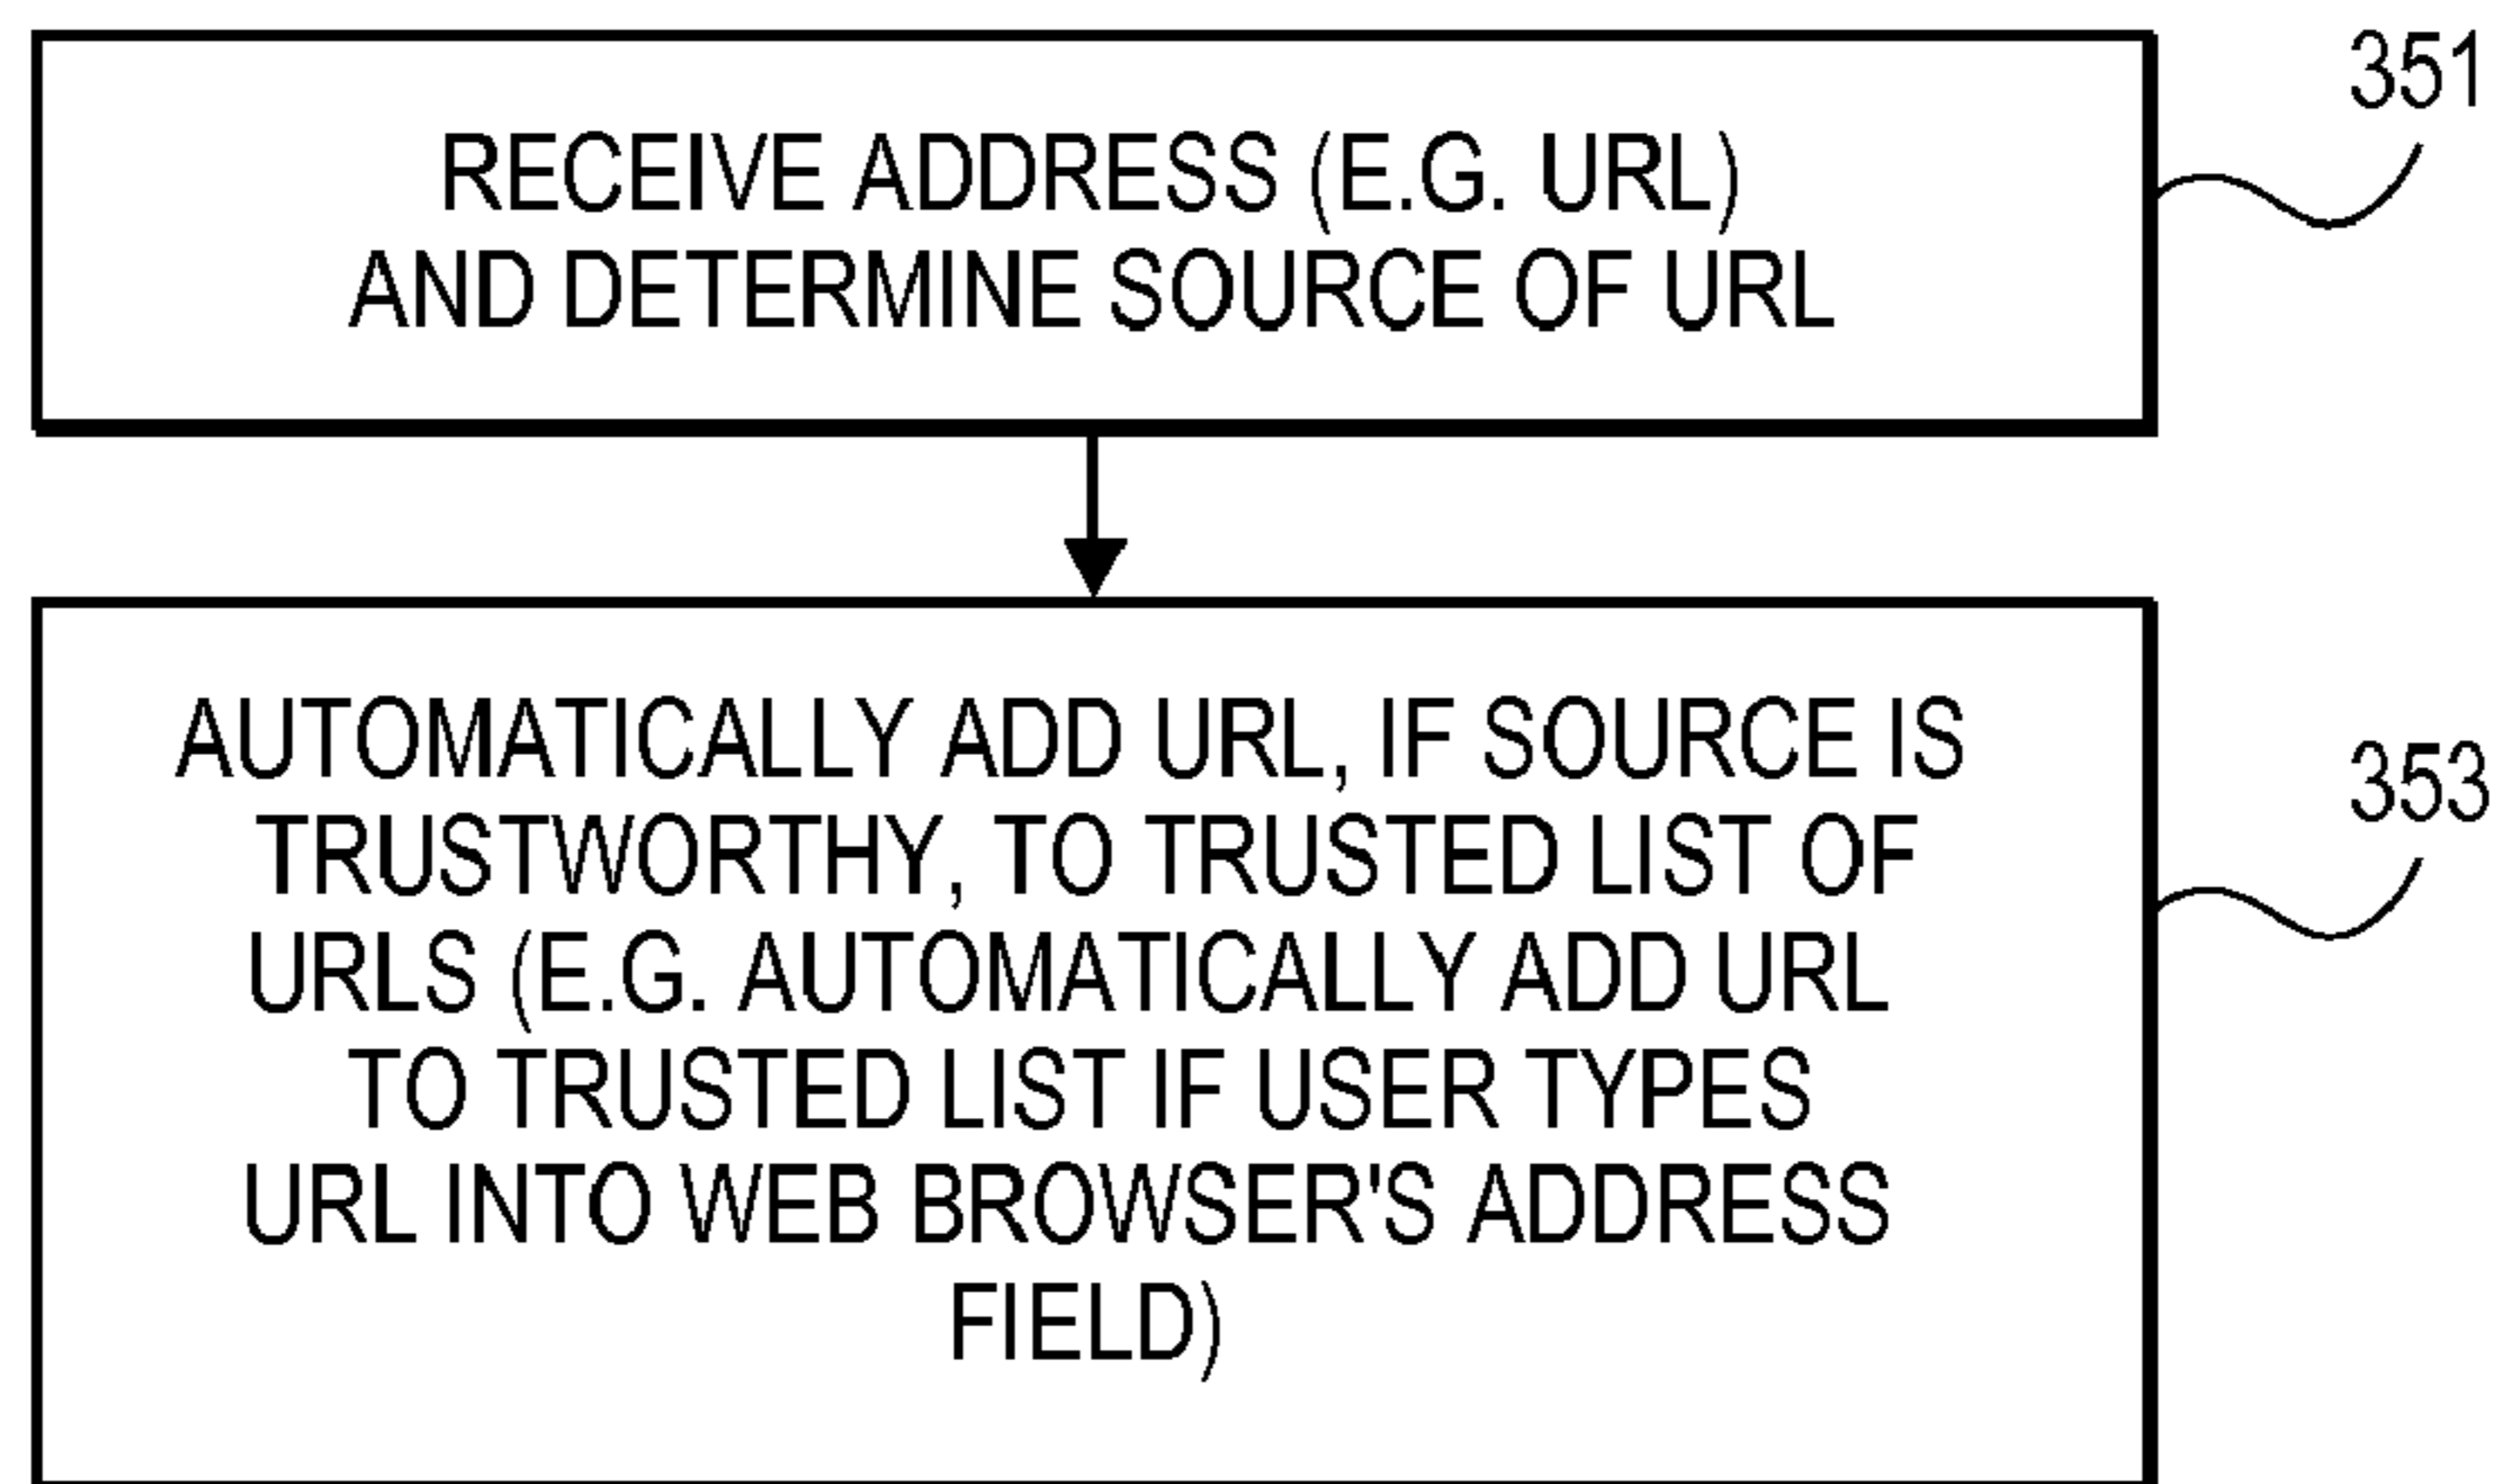 351
RECEIVE ADDRESS (E.G. URL)
AND DETERMINE SOURCE OF URL
AUTOMATICALLY ADD URL, IF SOURCE IS
353
TRUSTWORTHY, TO TRUSTED LIST OF
URLS (E.G. AUTOMATICALLY ADD URL
TO TRUSTED LIST IF USER TYPES
URL INTO WEB BROWSER'S ADDRESS
FIELD)